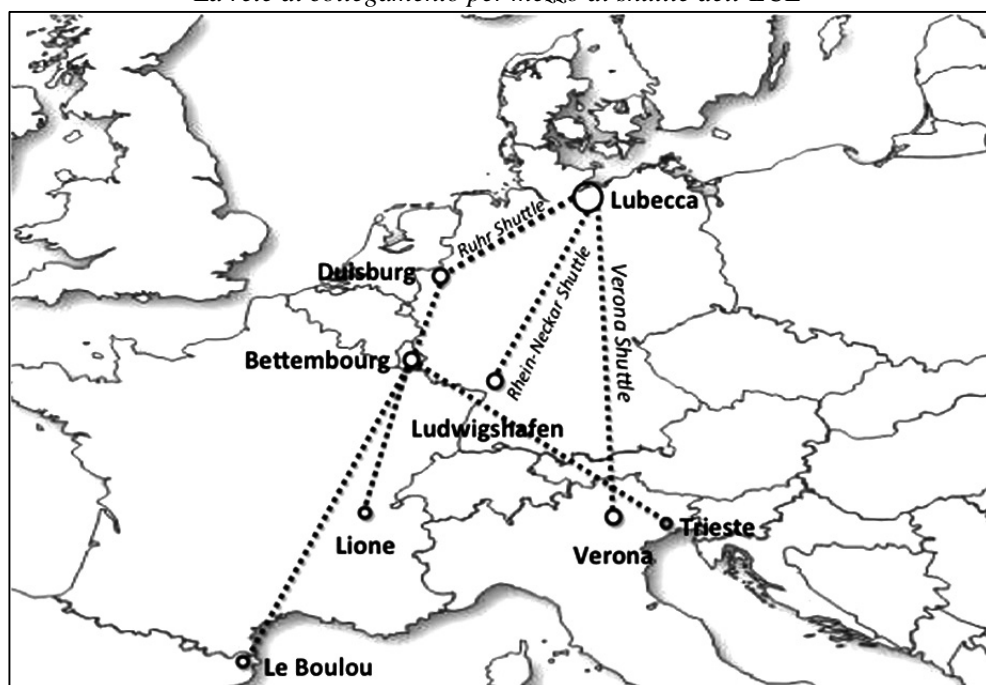 La rete di collegamento per mezzo di shuttle dell'ECL
Lubecca
Ruhr Shuttle
Duisburg
Rhein-Neckar Shuttle
Verona Shuttle
Bettembourg
Ludwigshafen
Lione
Verona
Trieste
Le Boulou